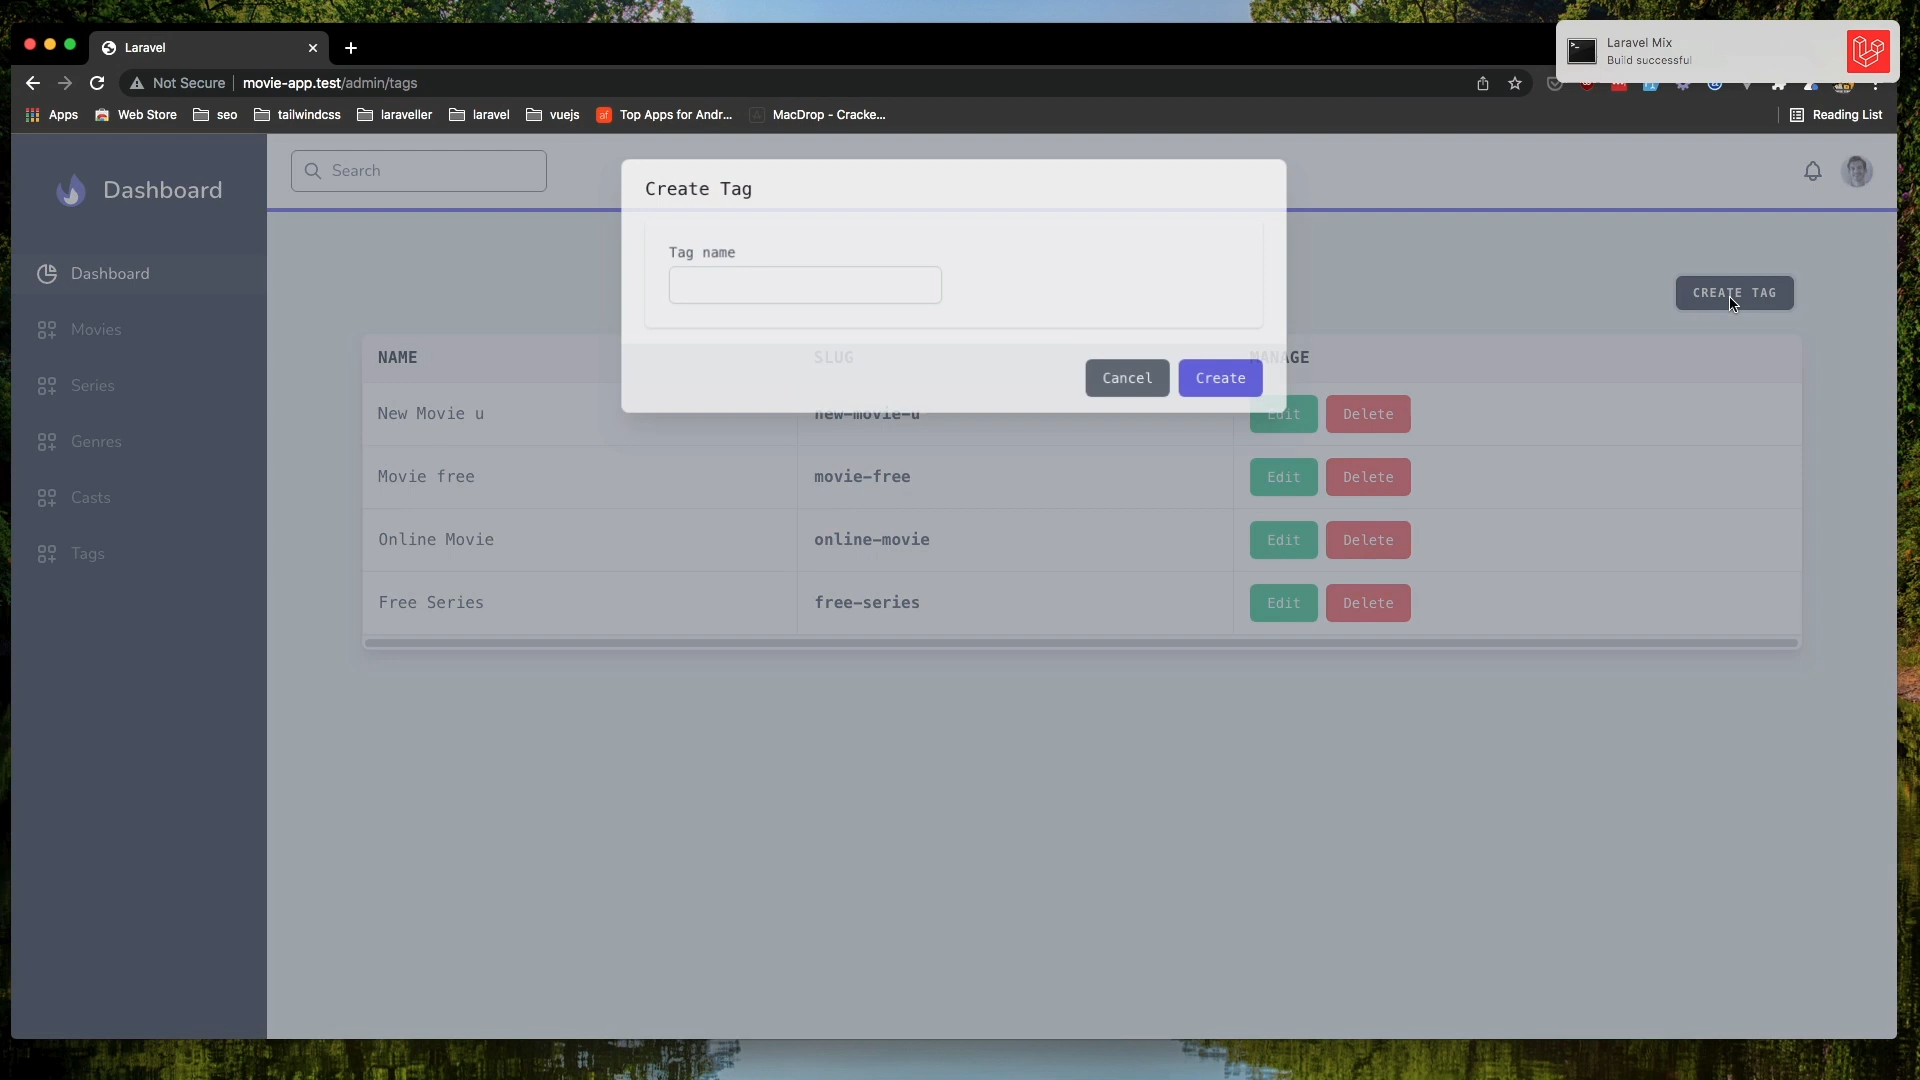 Laravel
Laravel Mix
Build successful
Not Secure
movie-app.test/admin/tags
Apps
Web Store
seo
tailwindcss
laraveller
laravel
vuejs
Top Apps for Andr...
MacDrop - Cracke...
Reading List
Dashboard
Search
Create Tag
Tag name
Dashboard
CREATE TAG
Movies
NAME
SLUG
MANAGE
Cancel
Create
Series
New Movie u
new-movie-u
Edit
Delete
Genres
Movie free
movie-free
Edit
Delete
Casts
Online Movie
online-movie
Edit
Delete
Tags
Free Series
free-series
Edit
Delete